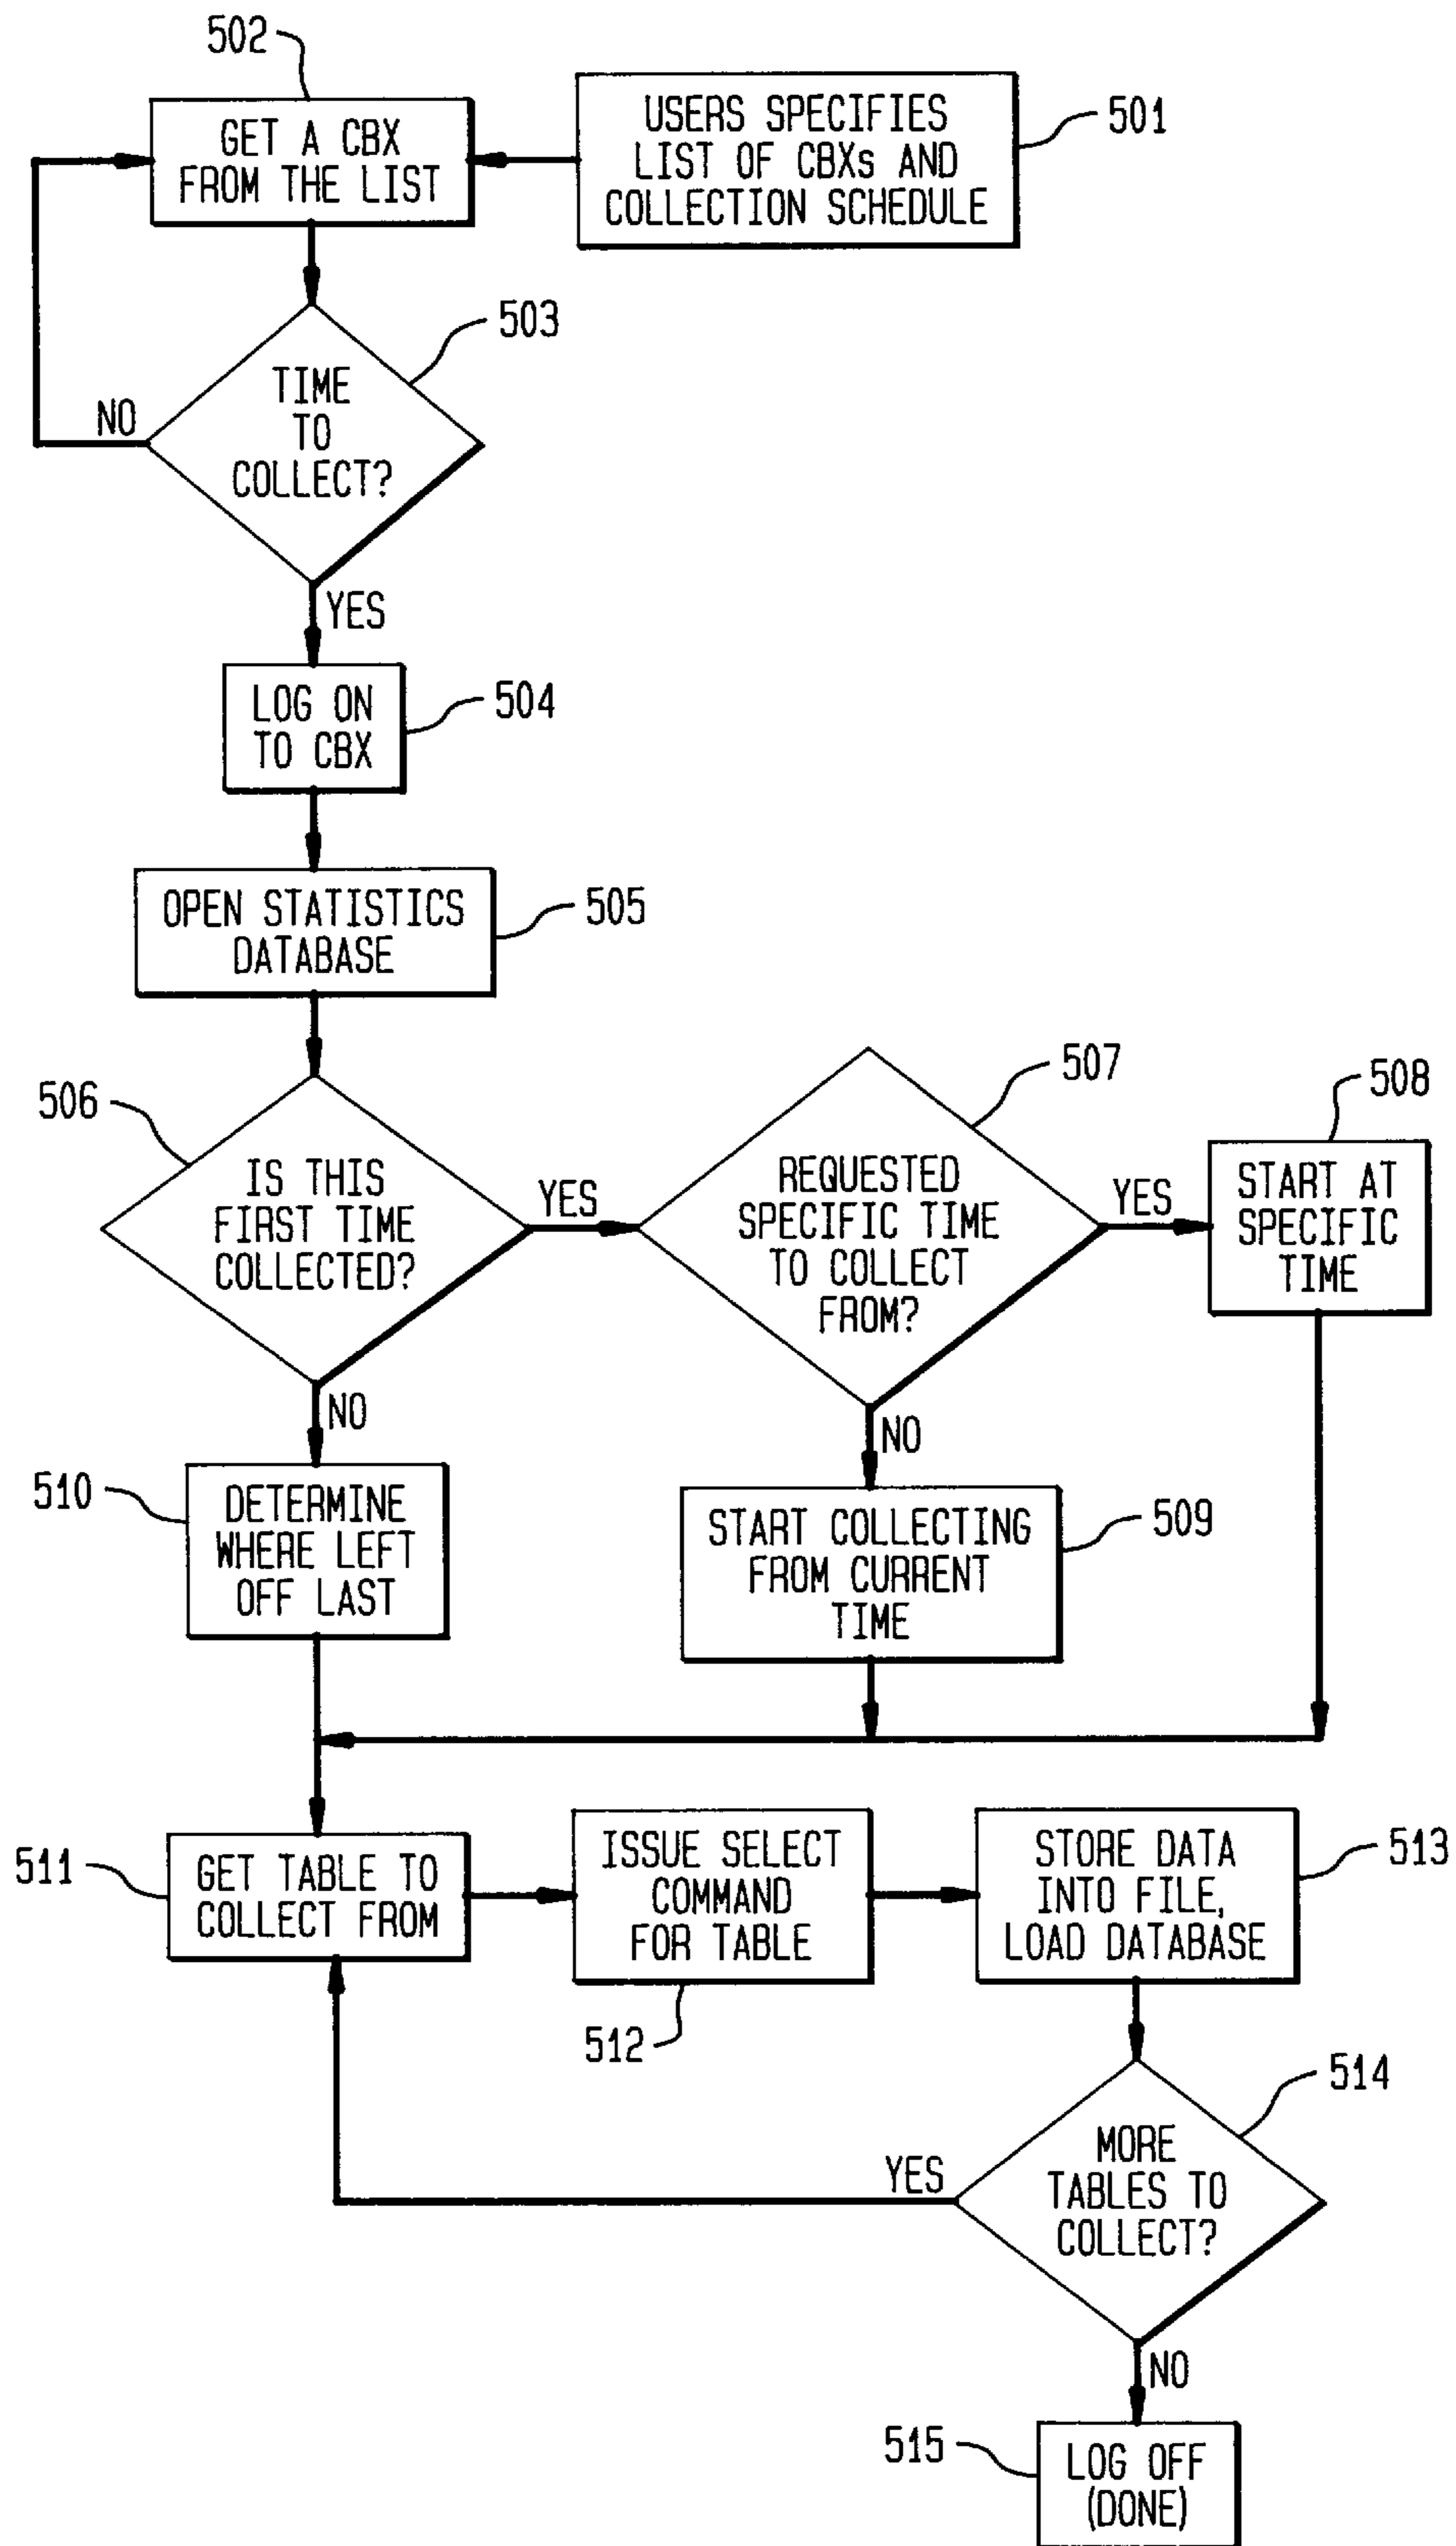 502
GET A CBX
FROM THE LIST
USERS SPECIFIES
LIST OF CBXs AND
COLLECTION SCHEDULE
501
503
TIME
TO
COLLECT?
NO
YES
LOG ON
TO CBX
504
OPEN STATISTICS
DATABASE
505
506
IS THIS
FIRST TIME
COLLECTED?
YES
507
REQUESTED
SPECIFIC TIME
TO COLLECT
FROM?
YES
508
START AT
SPECIFIC
TIME
NO
510
DETERMINE
WHERE LEFT
OFF LAST
NO
START COLLECTING
FROM CURRENT
TIME
509
511
GET TABLE TO
COLLECT FROM
ISSUE SELECT
COMMAND
FOR TABLE
512
STORE DATA
INTO FILE,
LOAD DATABASE
513
514
MORE
TABLES TO
COLLECT?
YES
NO
515
LOG OFF
(DONE)